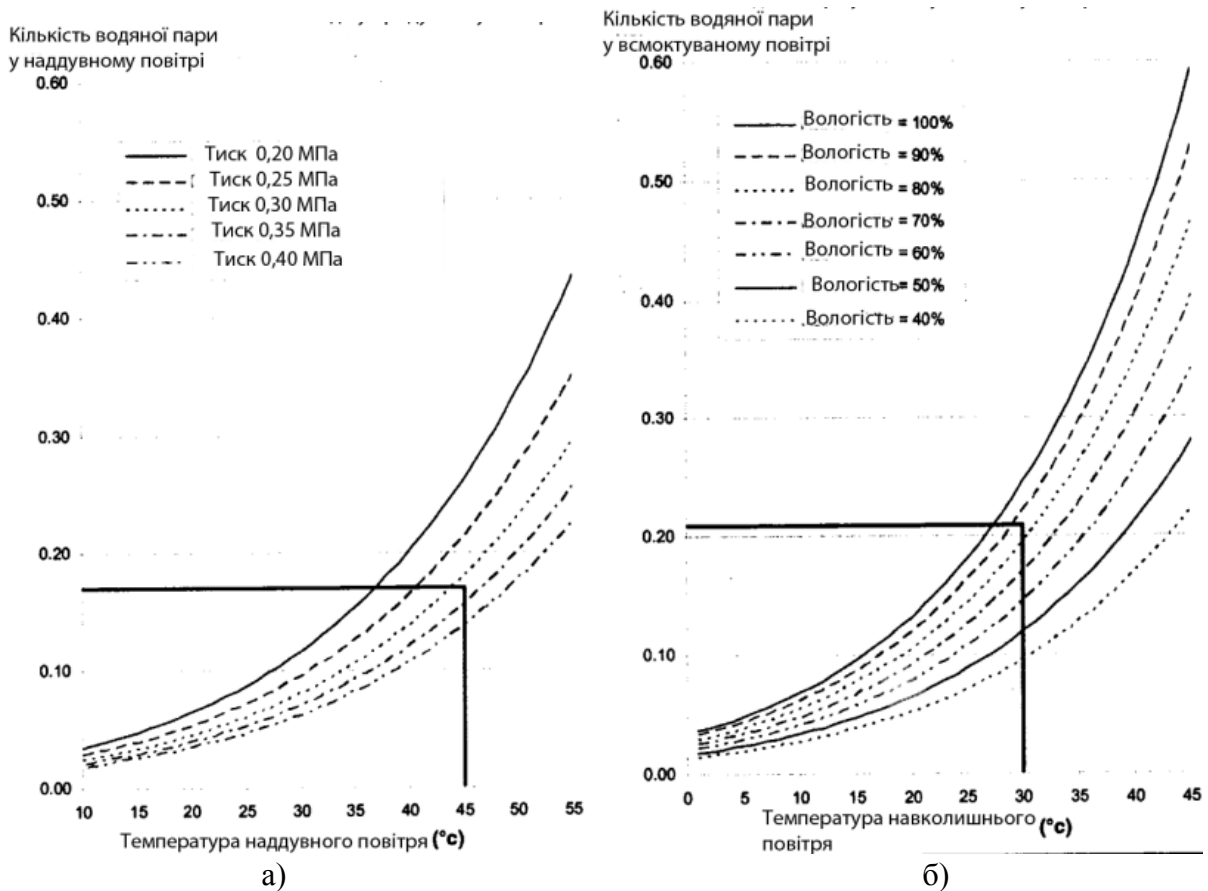 Кількість водяної пари
у наддувному повітрі
0.60
0.50
0.40
0.30
0.20
0.10
0.00
Тиск 0,20 МПа
Тиск 0,25 МПа
Тиск 0,30 МПа
Тиск 0,35 МПа
Тиск 0,40 МПа
10 15 20 25 30 35 40 45 50 55
Температура наддувного повітря (°c)
а)
Кількість водяної пари
у всмоктуваному повітрі
0.60
0.50
0.40
0.30
0.20
0.10
0.00
Вологість = 100%
Вологість = 90%
Вологість = 80%
Вологість = 70%
Вологість = 60%
Вологість= 50%
Вологість = 40%
0 5 10 15 20 25 30 35 40 45
Температура навколишнього (°c)
повітря
б)